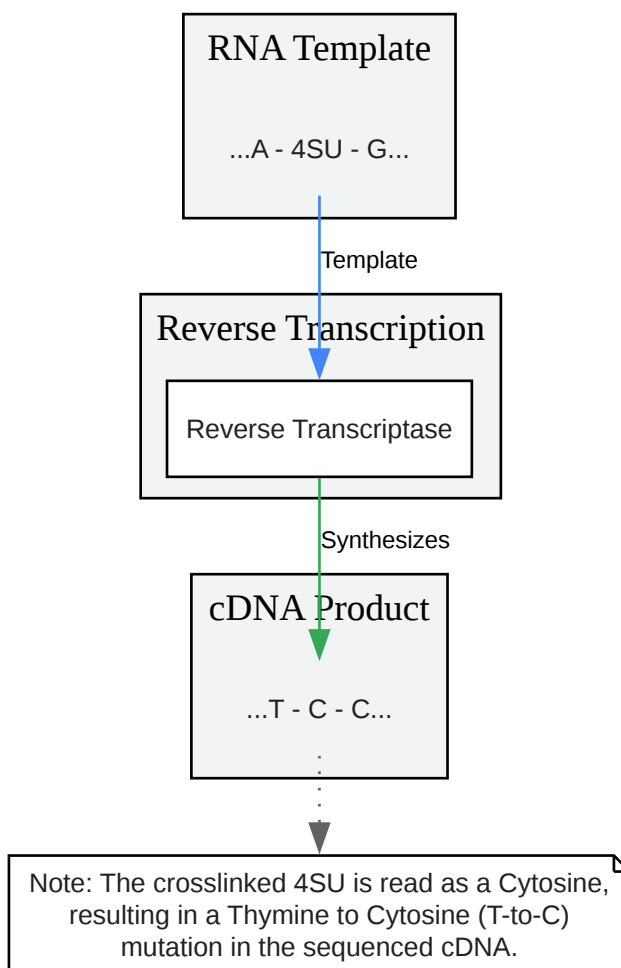 RNA Template
...A - 4SU - G...
Template
Reverse Transcription
Reverse Transcriptase
Synthesizes
cDNA Product
...T - C - C...
Note: The crosslinked 4SU is read as a Cytosine,
resulting in a Thymine to Cytosine (T-to-C)
mutation in the sequenced cDNA.